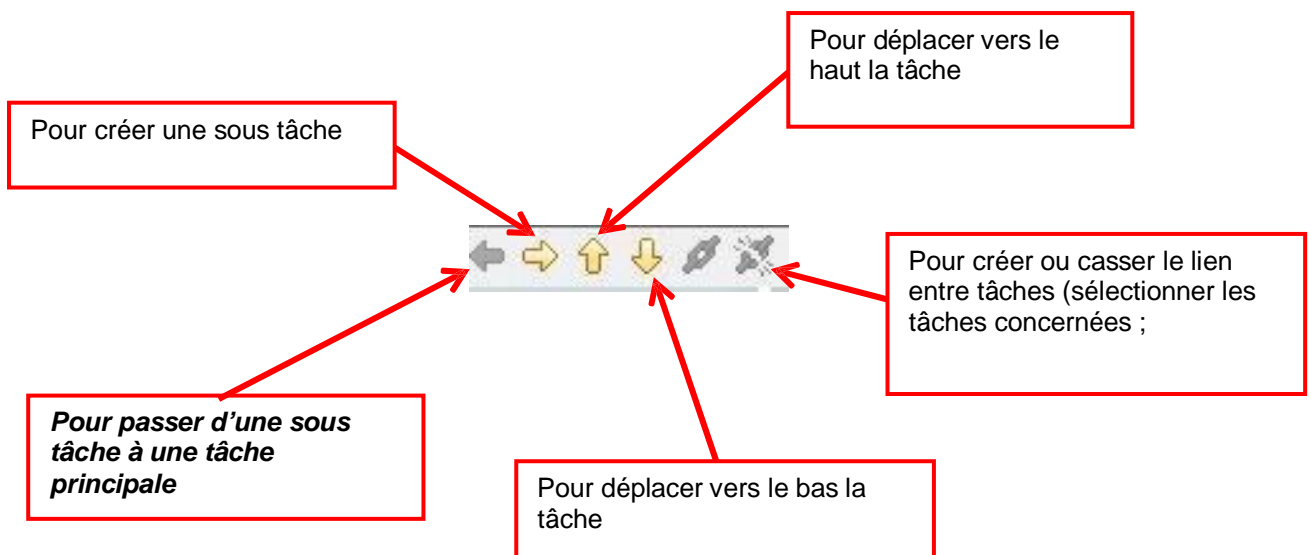 Pour déplacer vers le
haut la tâche
Pour créer une sous tâche
Pour créer ou casser le lien
entre tâches (sélectionner les
tâches concernées ;
Pour passer d’une sous
tâche à une tâche
principale
Pour déplacer vers le bas la
tâche